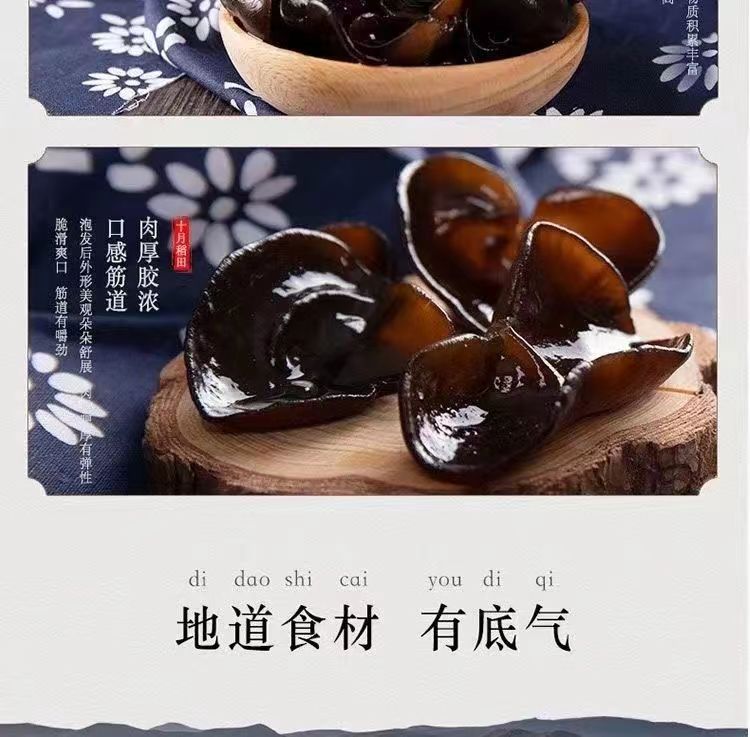 物质积累丰富
十月稻田
肉厚胶浓
口感筋道
泡发后外形美观朵朵舒展
厚有弹性
脆滑爽口 筋道有嚼劲
di dao shi cai you di qi
地道食材 有底气